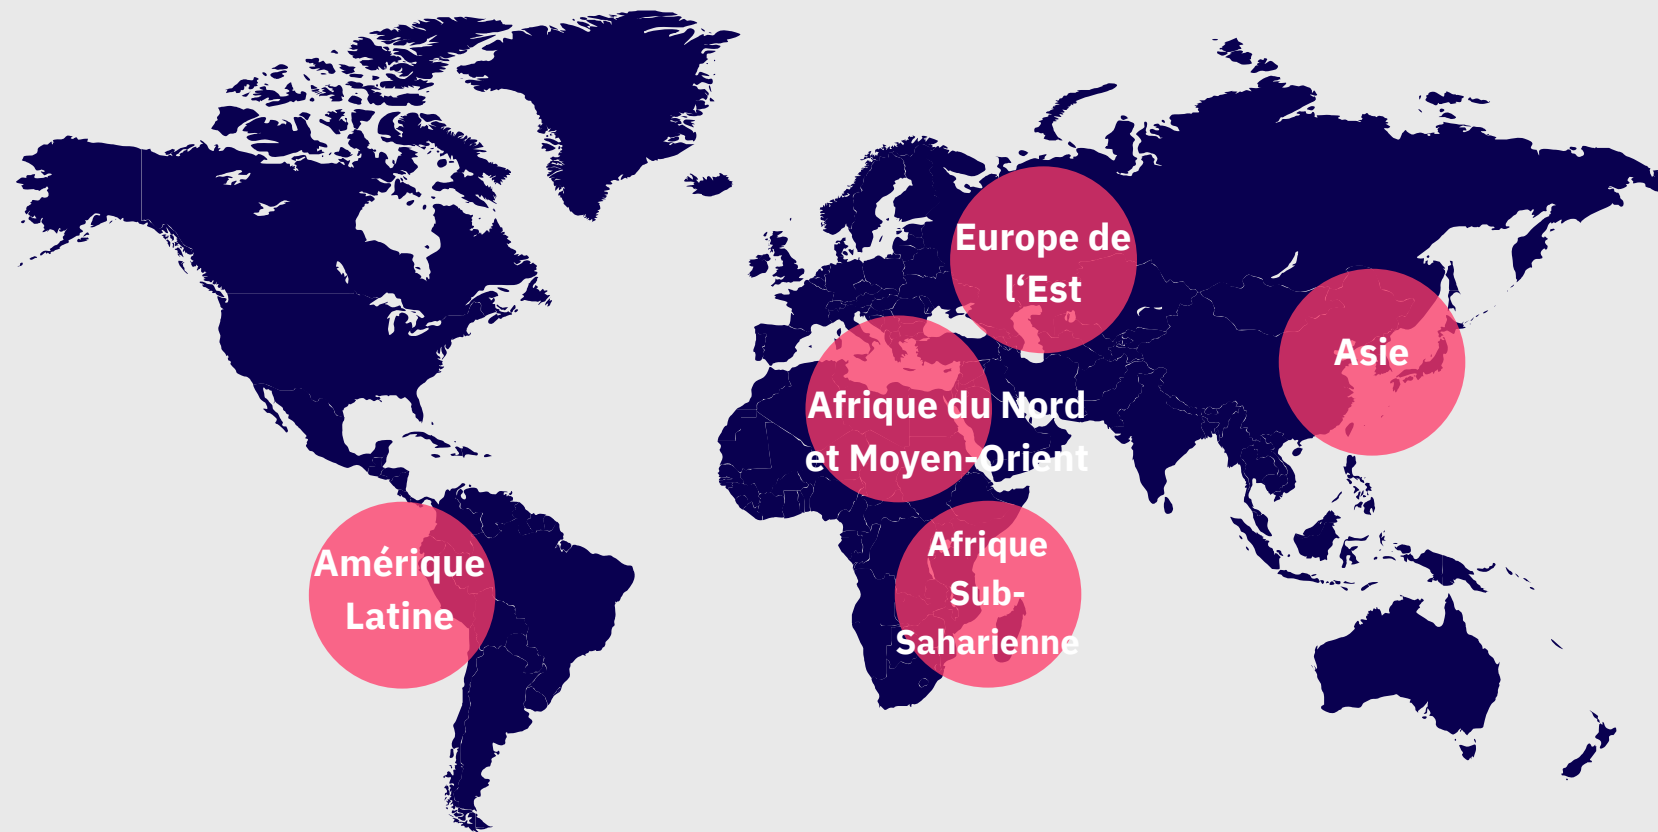 Europe de
l‘Est
Asie
Afrique du Nord
et Moyen-Orient
Afrique
Sub-
Saharienne
Amérique
Latine